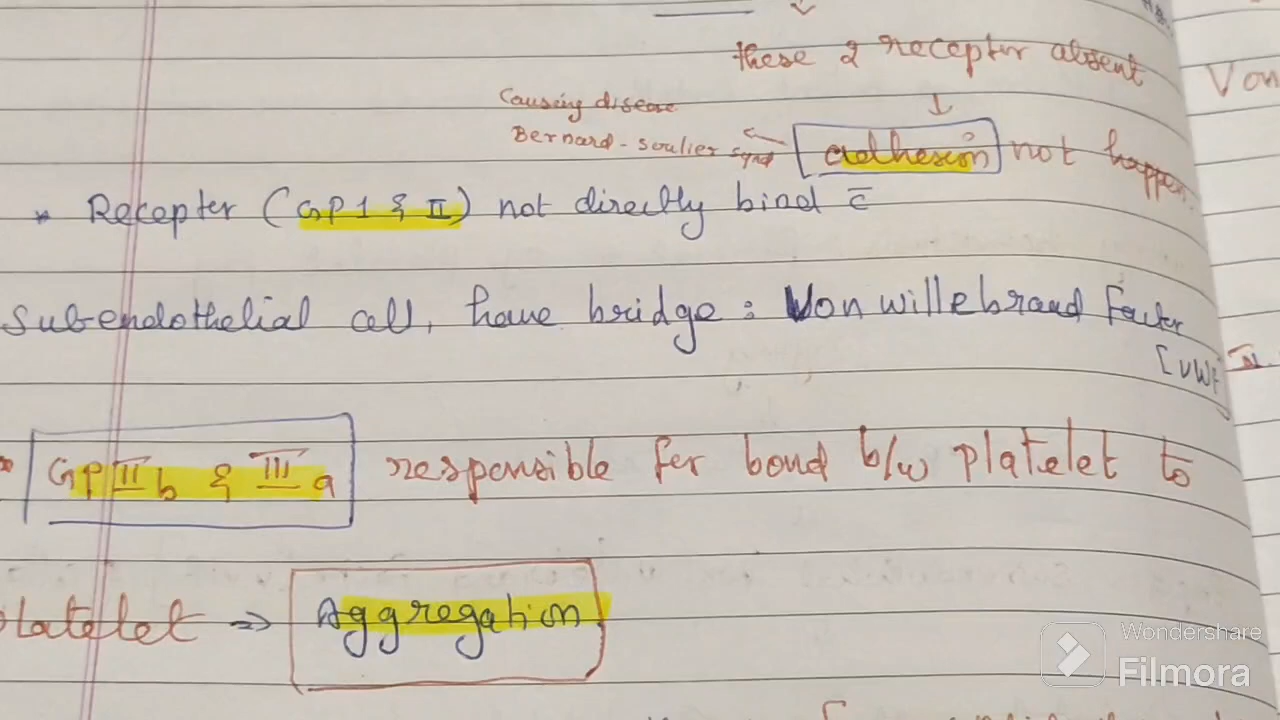 these 2 receptor absent
Von
↓
Causing disease
Bernard-soulier synd ← adhesion not happen
* Receptor (GP1 & II) not directly bind c̄
Subendothelial cell, have bridge: Von willebrand Factor
[VWF
GP IIb & IIIa responsible for bond b/w platelet to
Platelet ⇒ Aggregation
Wondershare
Filmora